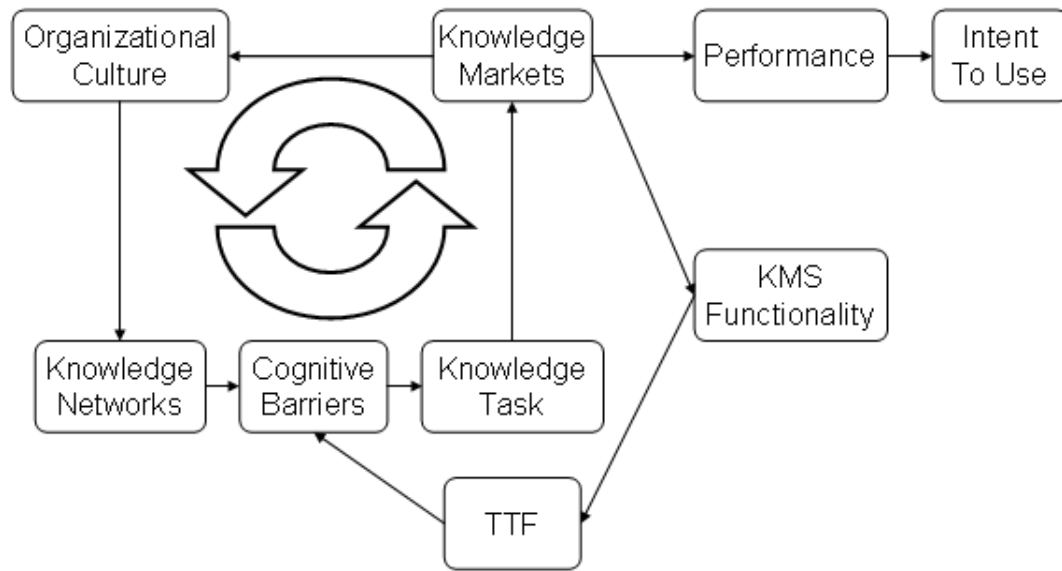 Organizational
Culture
Knowledge
Markets
Performance
Intent
To Use
KMS
Functionality
Knowledge
Networks
Cognitive
Barriers
Knowledge
Task
TTF